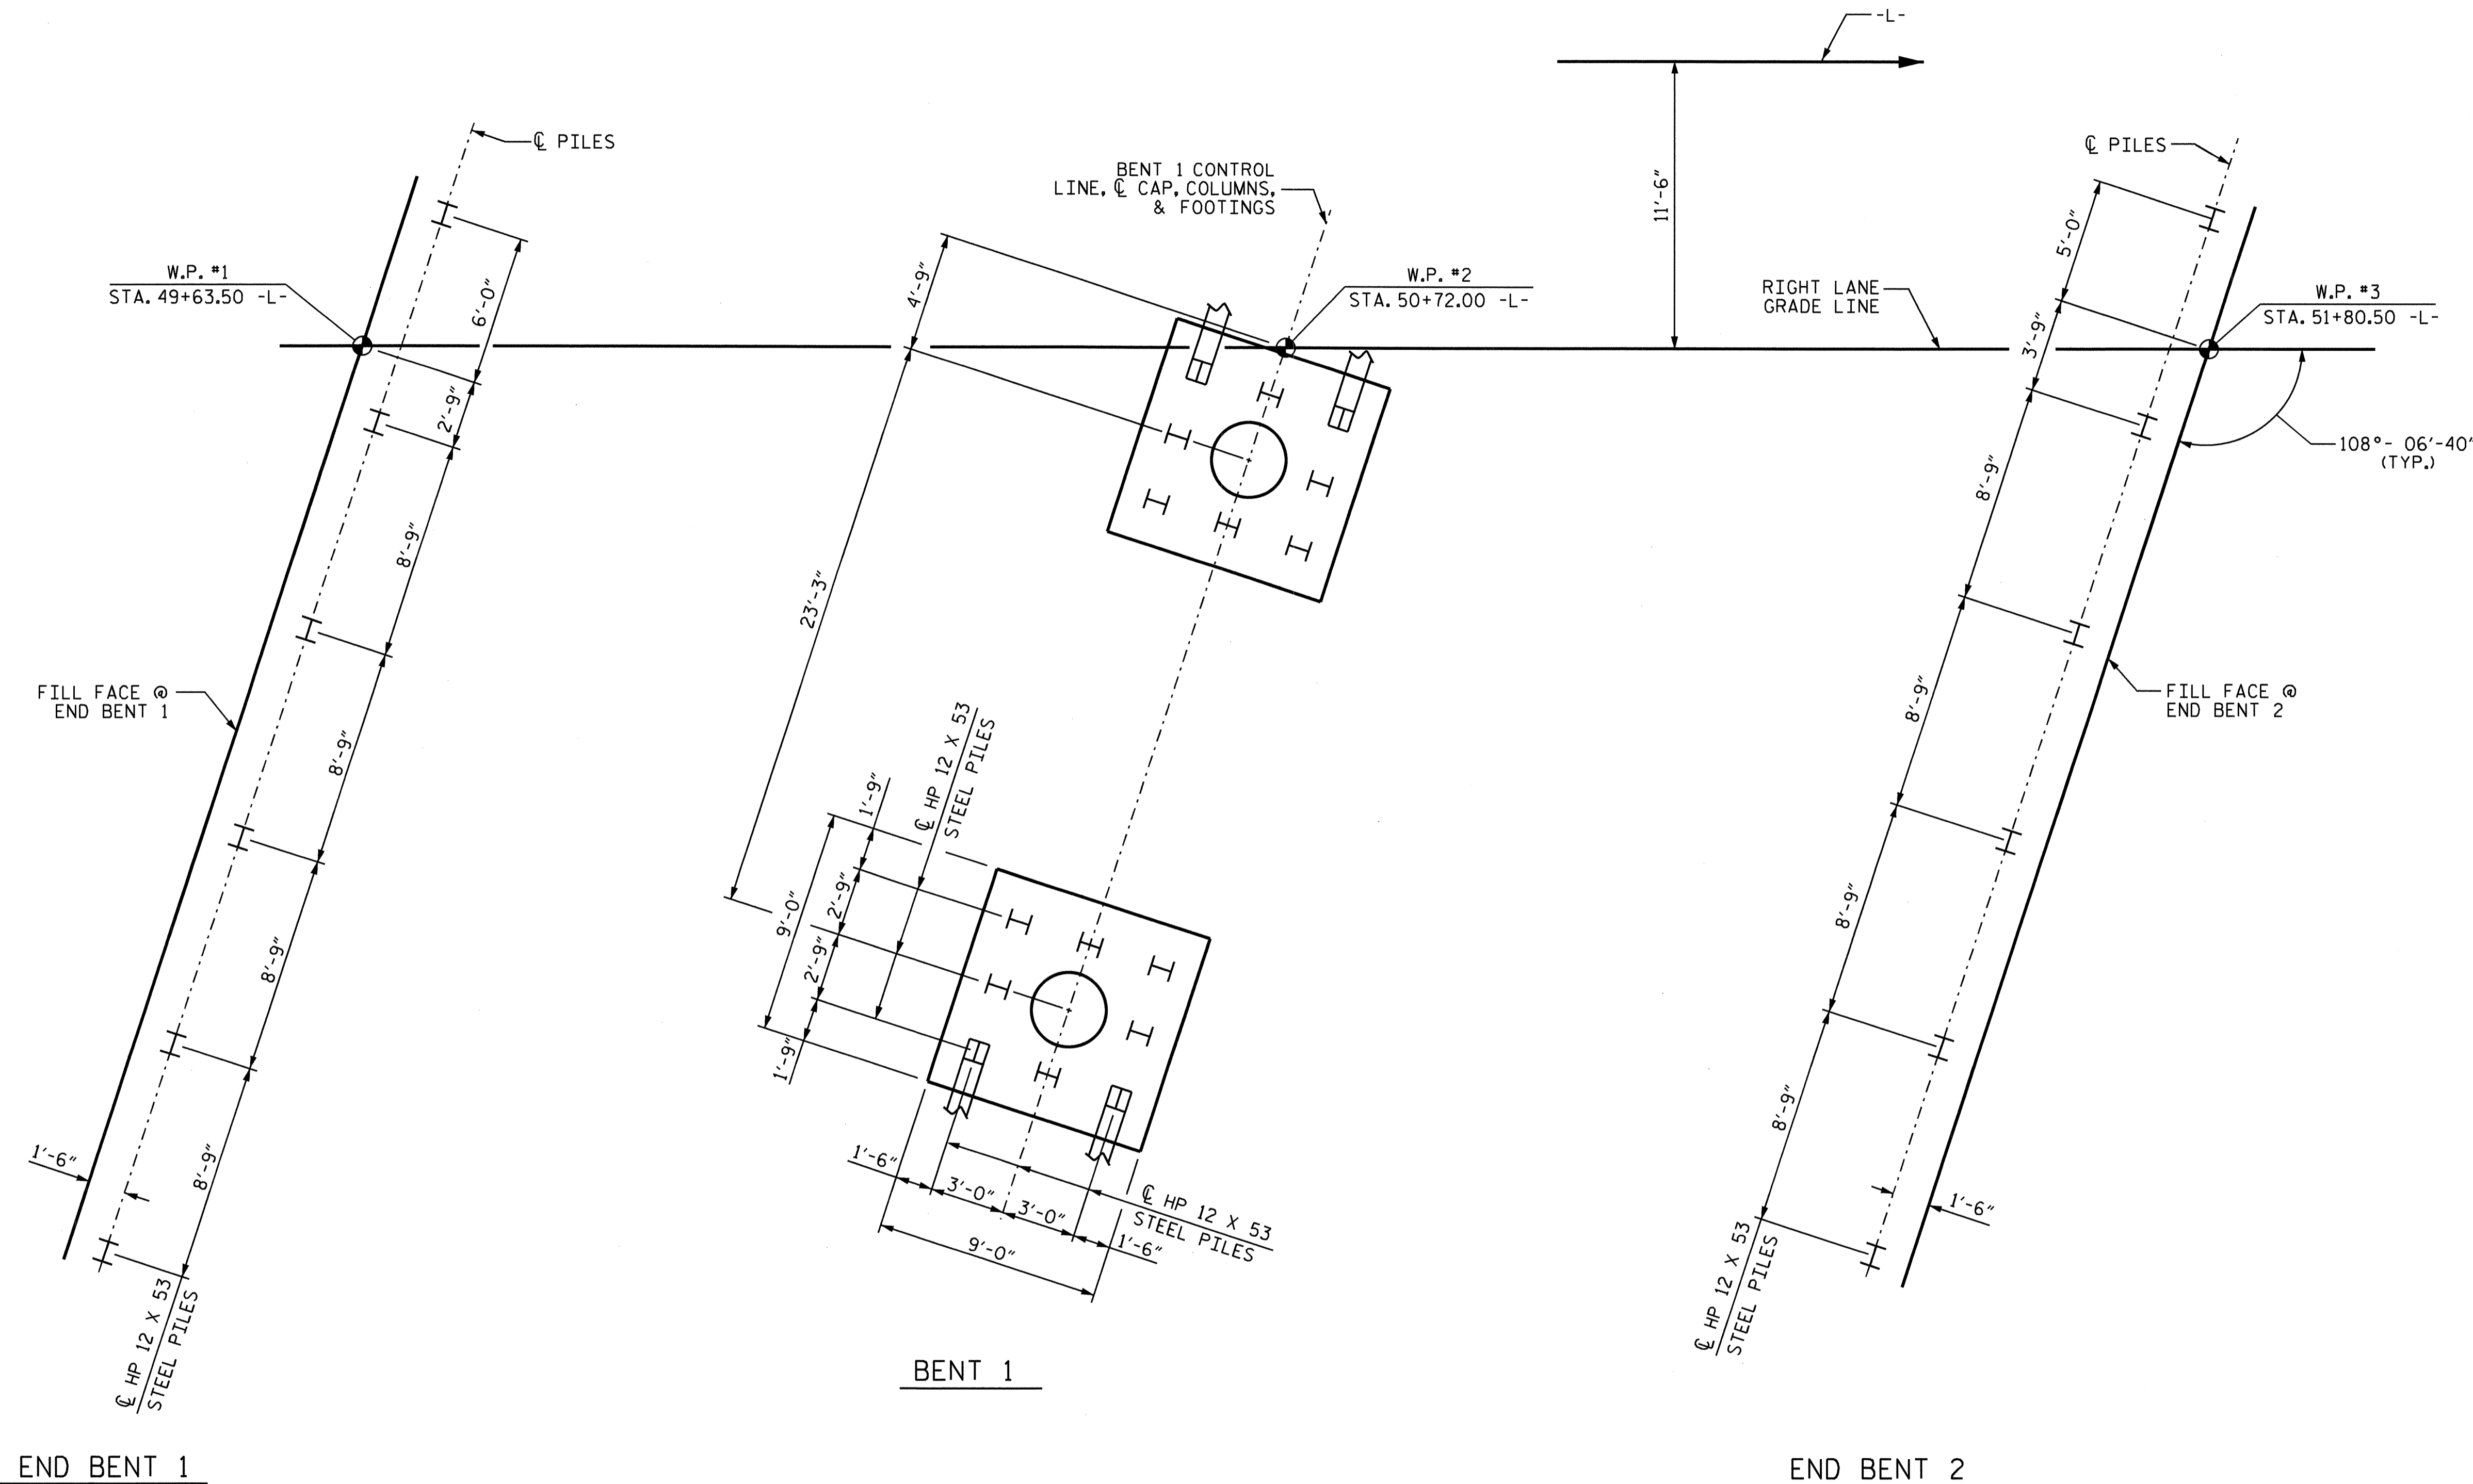 -L-
℄ PILES
℄ PILES
BENT 1 CONTROL
LINE, ℄ CAP, COLUMNS,
& FOOTINGS
11'-6"
5'-0"
W.P. #1
STA. 49+63.50 -L-
6'-0"
4'-9"
W.P. #2
STA. 50+72.00 -L-
RIGHT LANE
GRADE LINE
W.P. #3
STA. 51+80.50 -L-
3'-9"
2'-9"
108°- 06'-40"
(TYP.)
8'-9"
8'-9"
23'-3"
FILL FACE @
END BENT 1
8'-9"
8'-9"
FILL FACE @
END BENT 2
℄ HP 12 X 53
STEEL PILES
1'-9"
2'-9"
9'-0"
2'-9"
1'-9"
8'-9"
8'-9"
8'-9"
8'-9"
1'-6"
1'-6"
1'-6"
3'-0"
3'-0"
1'-6"
9'-0"
℄ HP 12 X 53
STEEL PILES
℄ HP 12 X 53
STEEL PILES
℄ HP 12 X 53
STEEL PILES
BENT 1
END BENT 1
END BENT 2